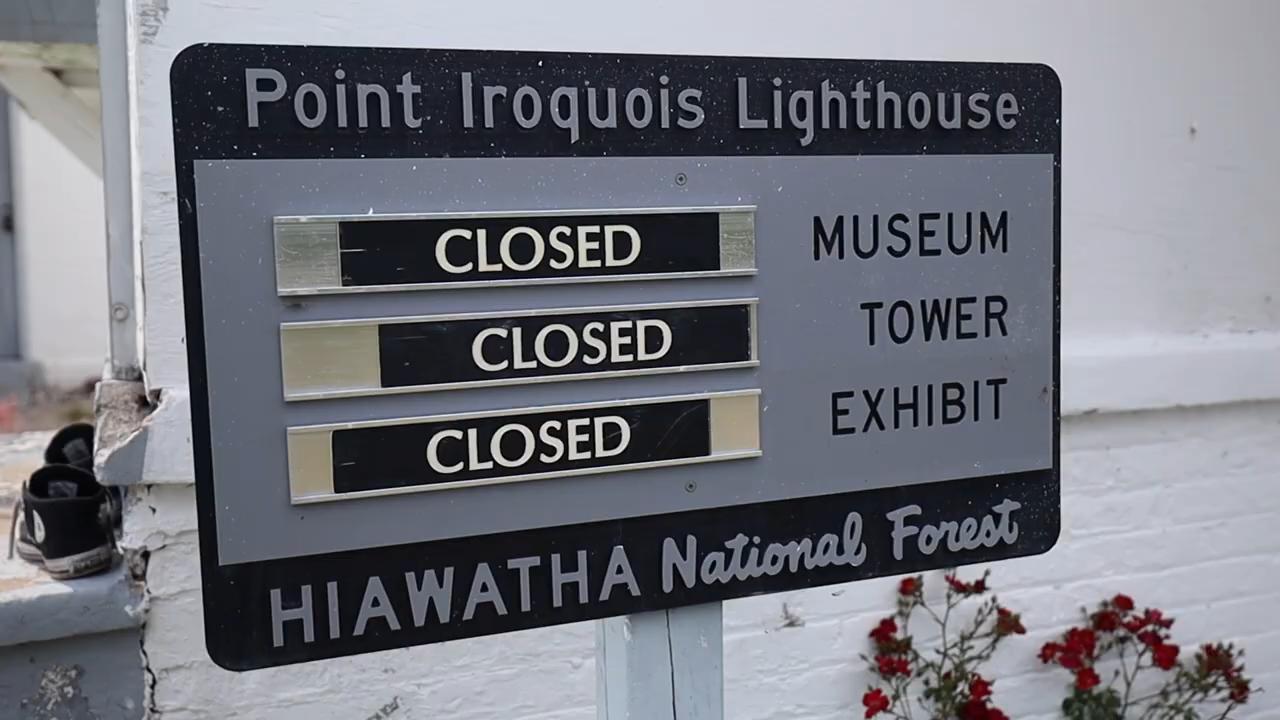 Point Iroquois Lighthouse
CLOSED MUSEUM
CLOSED TOWER
CLOSED EXHIBIT
HIAWATHA National Forest